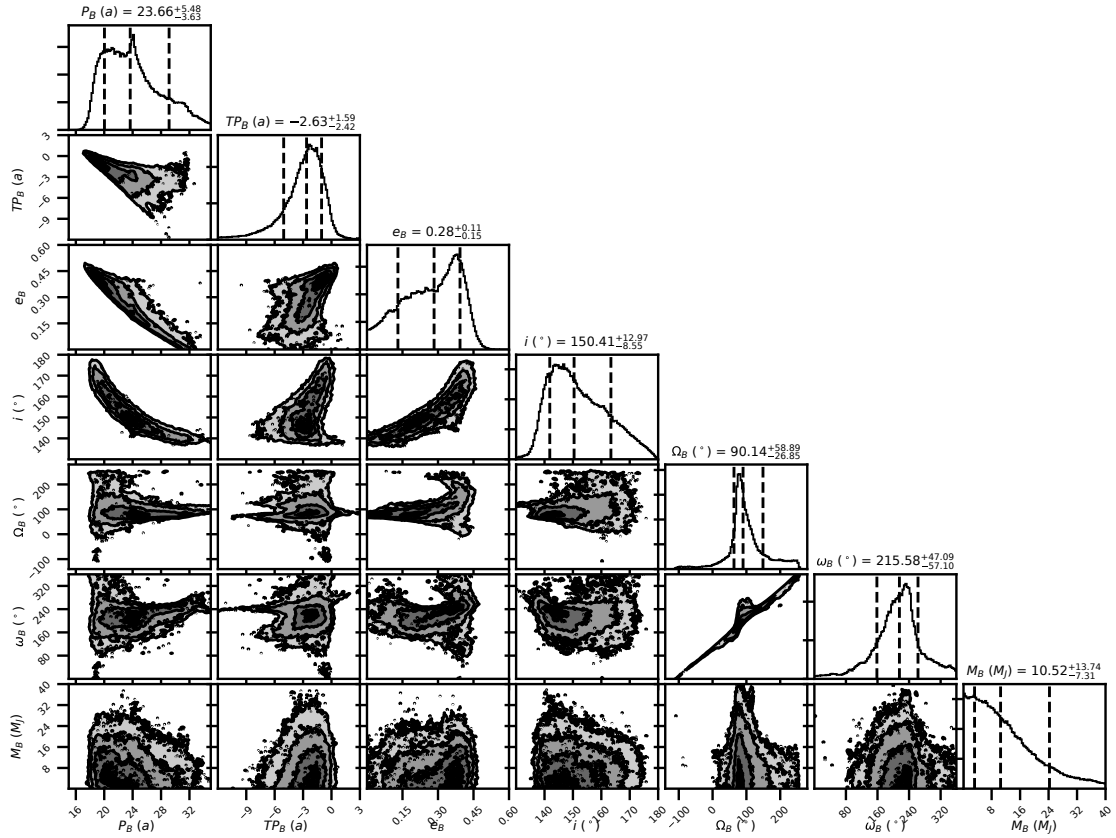 P_B (a) = 23.66^{+5.48}_{-3.63}
TP_B (a) = −2.63^{+1.59}_{-2.42}
3
0
−3
−6
−9
TP_B (a)
e_B = 0.28^{+0.11}_{-0.15}
0.60
0.45
0.30
0.15
e_B
i (°) = 150.41^{+12.97}_{-8.55}
180
170
160
150
140
i (°)
Ω_B (°) = 90.14^{+58.89}_{-26.85}
200
100
0
−100
Ω_B (°)
ω_B (°) = 215.58^{+47.09}_{-57.10}
320
240
160
80
ω_B (°)
M_B (M_J) = 10.52^{+13.74}_{-7.31}
40
32
24
16
8
M_B (M_J)
16 20 24 28 32
−9 −6 −3 0 3
0.15 0.30 0.45 0.60
140 150 160 170 180
−100 0 100 200
80 160 240 320
8 16 24 32 40
P_B (a) TP_B (a) e_B i (°) Ω_B (°) ω_B (°) M_B (M_J)